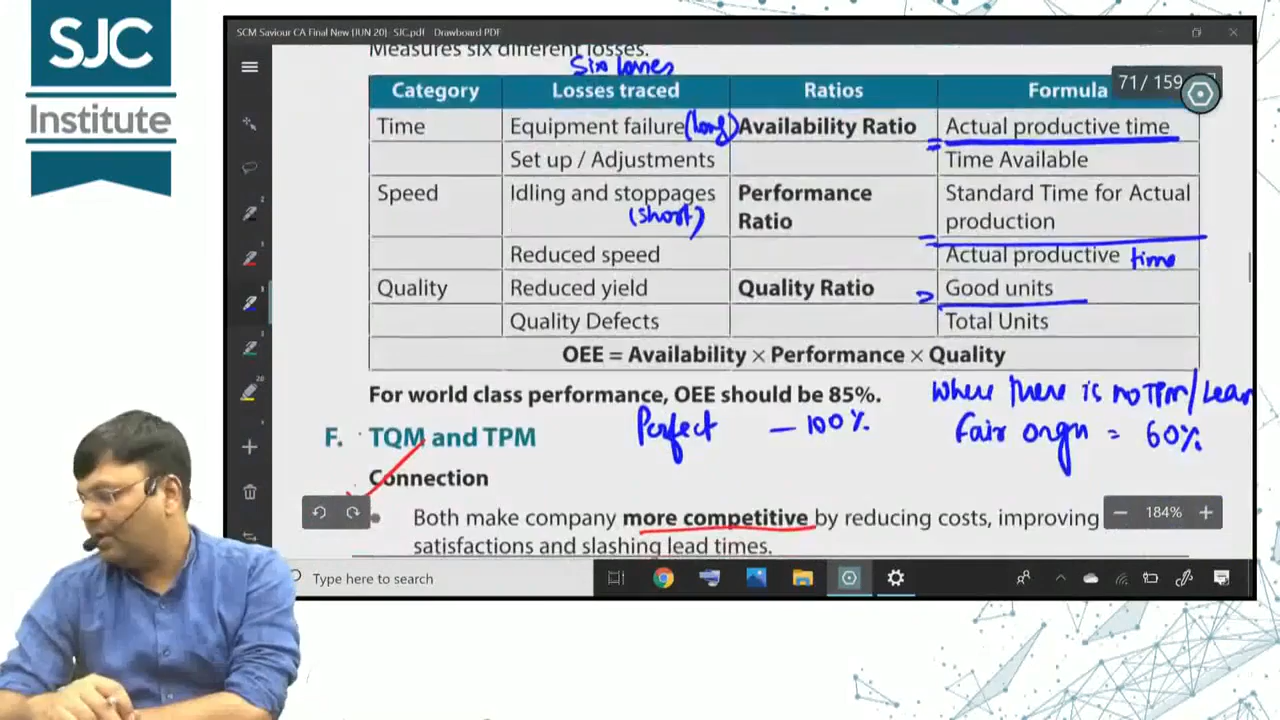 SJC
Institute
SCM Saviour CA Final New [JUN 20] - SJC.pdf - Drawboard PDF
Measures six different losses.
Six losses
71 / 159
Category Losses traced Ratios Formula
Time Equipment failure (long) Availability Ratio = Actual productive time
Set up / Adjustments Time Available
Speed Idling and stoppages Performance Standard Time for Actual
(short) Ratio = production
Reduced speed Actual productive time
Quality Reduced yield Quality Ratio = Good units
Quality Defects Total Units
OEE = Availability × Performance × Quality
For world class performance, OEE should be 85%. Where there is no TPM/Lean
Perfect — 100% Fair orgn = 60%
F. TQM and TPM
Connection
• Both make company more competitive by reducing costs, improving
satisfactions and slashing lead times.
184%
Type here to search